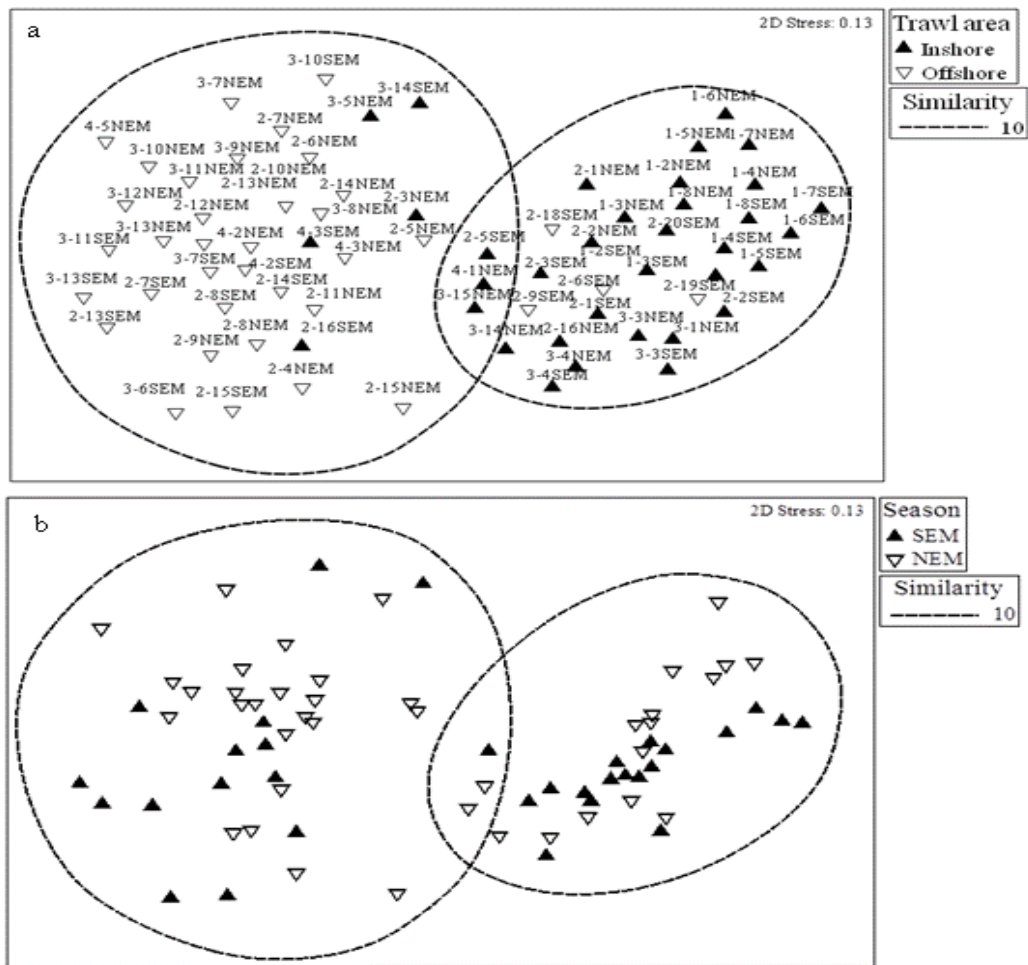 a
2D Stress: 0.13
Trawl area
Inshore
Offshore
Similarity
10
3-10SEM
3-7NEM
3-14SEM
3-5NEM
1-6NEM
4-5NEM
2-7NEM
1-5NEM
1-7NEM
3-9NEM
2-6NEM
3-10NEM
3-11NEM
2-10NEM
2-1NEM
1-2NEM
1-4NEM
3-12NEM
2-13NEM
2-14NEM
2-3NEM
1-8NEM
1-7SEM
2-12NEM
3-8NEM
1-3NEM
1-8SEM
2-18SEM
2-20SEM
1-6SEM
3-11SEM
3-13NEM
4-2NEM
4-3SEM
2-5NEM
2-2NEM
1-4SEM
4-3NEM
2-5SEM
1-2SEM
3-7SEM
4-2SEM
2-3SEM
1-3SEM
1-5SEM
4-1NEM
3-13SEM
2-7SEM
2-14SEM
2-6SEM
2-19SEM
2-8SEM
2-11NEM
3-15NEM
2-9SEM
2-1SEM
2-2SEM
2-13SEM
2-8NEM
2-16SEM
3-14NEM
2-16NEM
3-3NEM
3-1NEM
2-9NEM
2-4NEM
3-4NEM
3-3SEM
3-4SEM
3-6SEM
2-15SEM
2-15NEM
b
2D Stress: 0.13
Season
SEM
NEM
Similarity
10